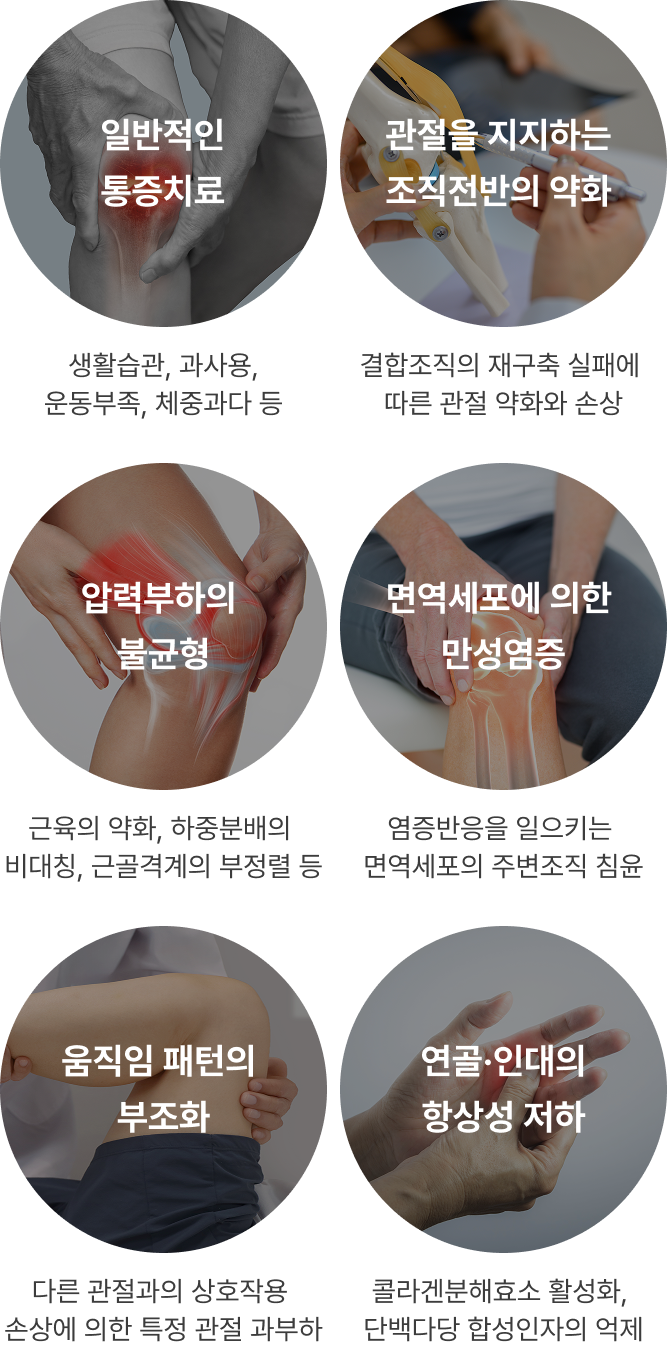 일반적인
통증치료
생활습관, 과사용,
운동부족, 체중과다 등
관절을 지지하는
조직전반의 약화
결합조직의 재구축 실패에
따른 관절 약화와 손상
압력부하의
불균형
근육의 약화, 하중분배의
비대칭, 근골격계의 부정렬 등
면역세포에 의한
만성염증
염증반응을 일으키는
면역세포의 주변조직 침윤
움직임 패턴의
부조화
다른 관절과의 상호작용
손상에 의한 특정 관절 과부하
연골·인대의
항상성 저하
콜라겐분해효소 활성화,
단백다당 합성인자의 억제